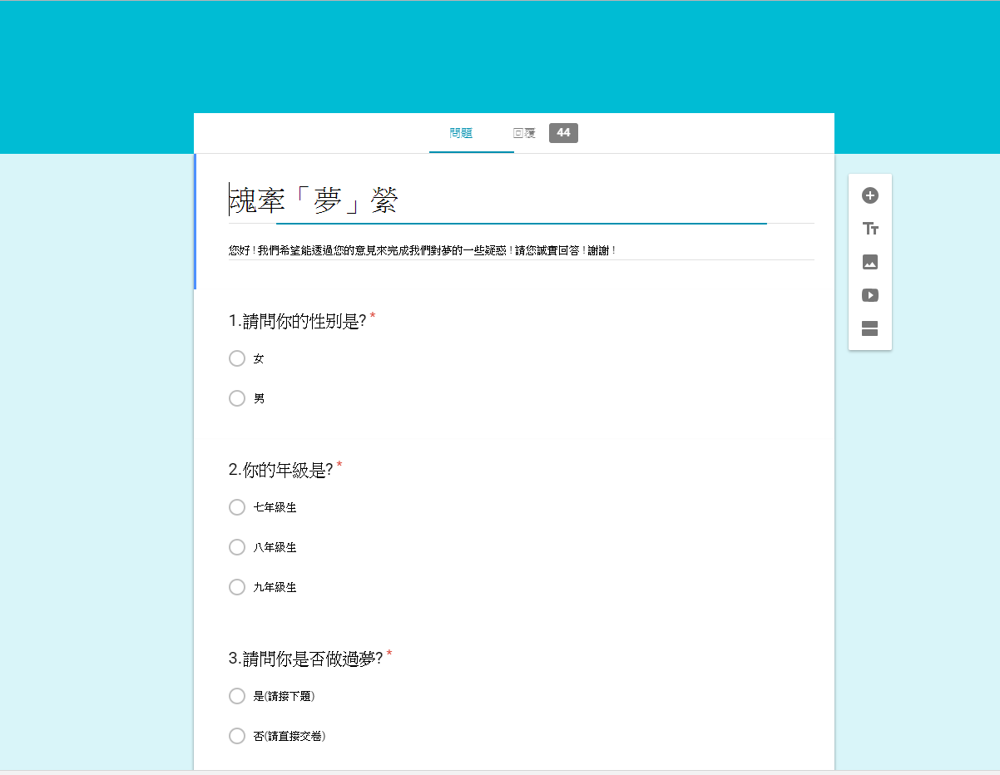 問題 回覆 44
魂牽「夢」縈
您好！我們希望能透過您的意見來完成我們對夢的一些疑惑！請您誠實回答！謝謝！
1.請問你的性別是? *
女
男
2.你的年級是? *
七年級生
八年級生
九年級生
3.請問你是否做過夢? *
是(請接下題)
否(請直接交卷)
Tт